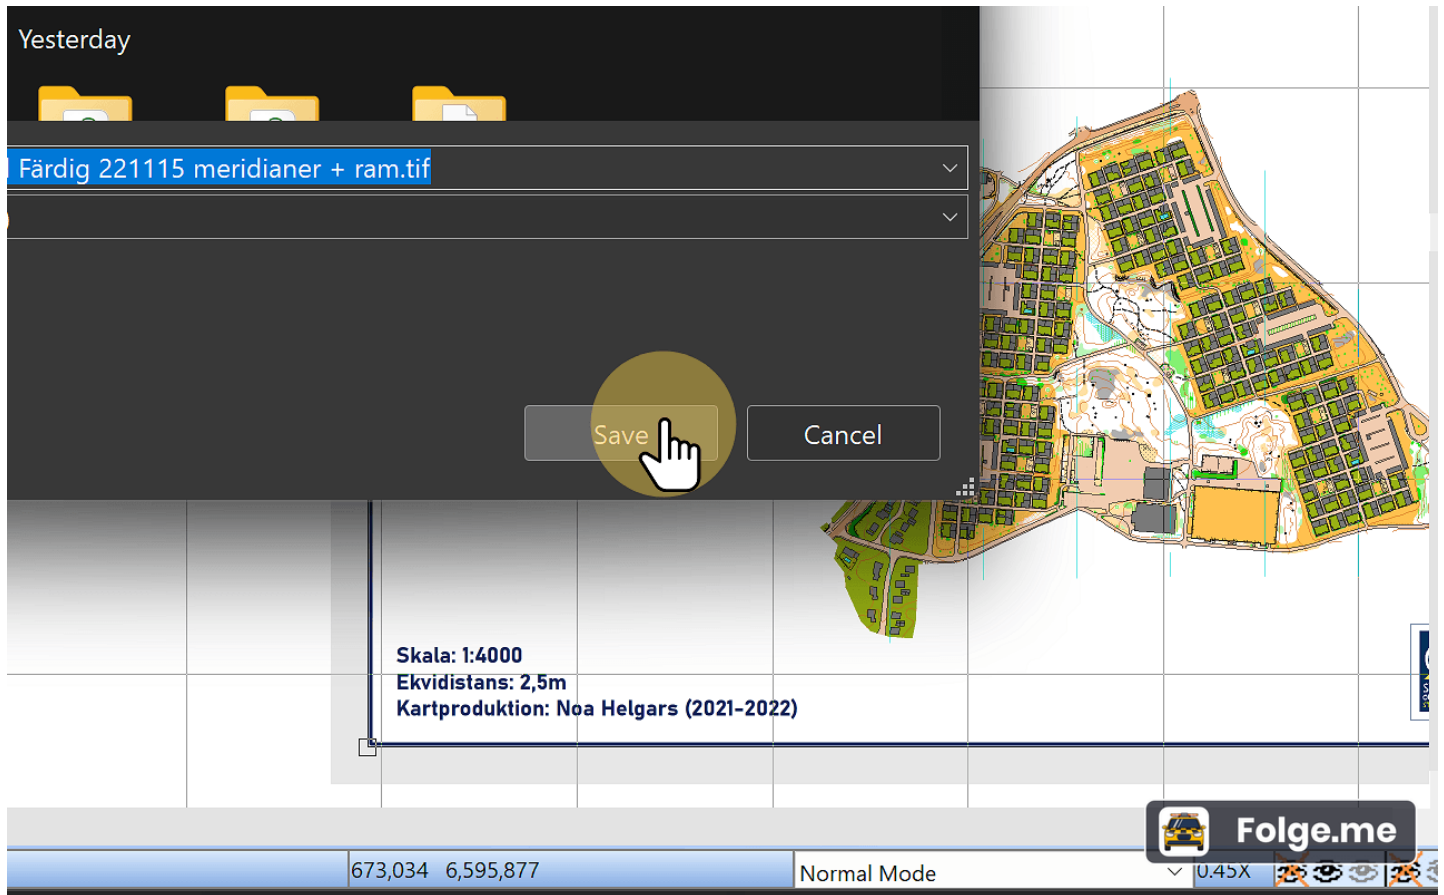 Yesterday
Färdig 221115 meridianer + ram.tif
Save
Cancel
Skala: 1:4000
Ekvidistans: 2,5m
Kartproduktion: Noa Helgars (2021-2022)
Folge.me
673,034 6,595,877
Normal Mode
0.45X